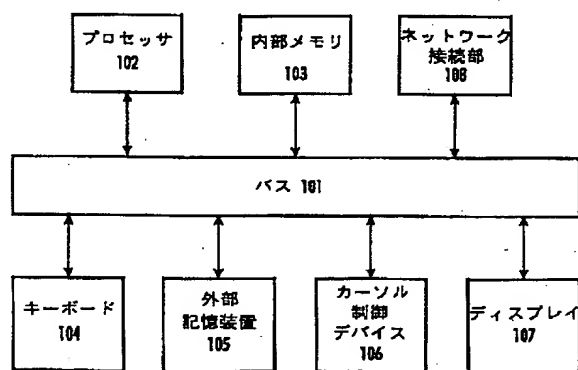 プロセッサ
102
内部メモリ
103
ネットワーク
接続部
108
バス 101
キーボード
104
外部
記憶装置
105
カーソル
制御
デバイス
106
ディスプレイ
107